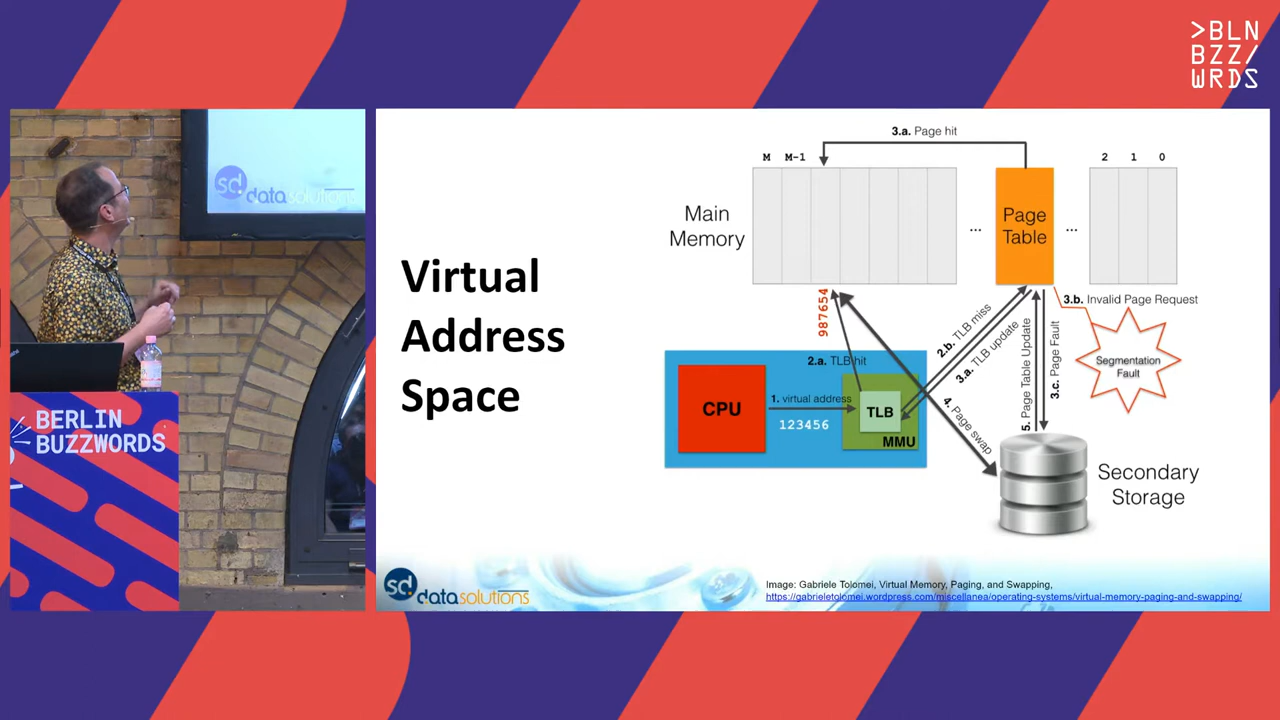 >BLN
BZZ/
WRDS
sd.
datasolutions
BERLIN
BUZZWORDS
Virtual
Address
Space
3.a. Page hit
M M-1
2 1 0
Main
Memory
...
Page
Table
...
987654
3.b. Invalid Page Request
2.b. TLB miss
3.a. TLB update
5. Page Table Update
3.c. Page Fault
Segmentation
Fault
2.a. TLB hit
CPU
1. virtual address
123456
TLB
MMU
4. Page swap
Secondary
Storage
sd.
datasolutions
Image: Gabriele Tolomei, Virtual Memory, Paging, and Swapping,
https://gabrieletolomei.wordpress.com/miscellanea/operating-systems/virtual-memory-paging-and-swapping/